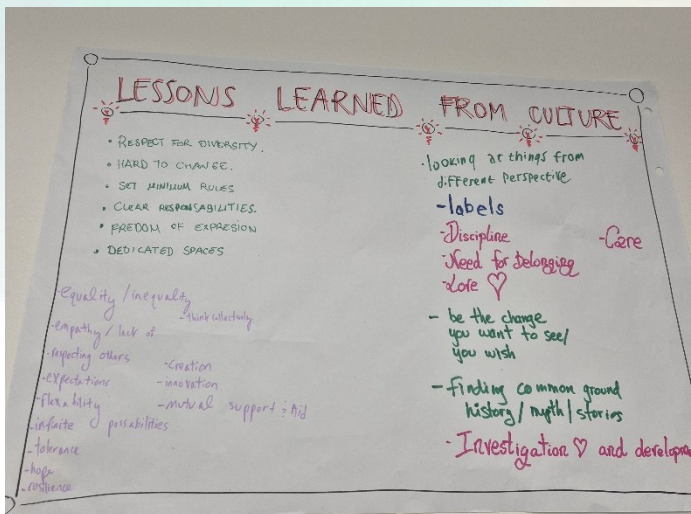 LESSONS LEARNED FROM CULTURE
• RESPECT FOR DIVERSITY.
• HARD TO CHANGE.
• SET MINIMUM RULES
• CLEAR RESPONSABILITIES.
• FREDOM OF EXPRESION
• DEDICATED SPACES
-equality / inequality
-think collectively
-empathy / lack of
-respecting others
-expectations
-flexability
-infinite possabilities
-tolerance
-hope
-resilience
-Creation
-innovation
-mutual support; Aid
•looking at things from
different perspective
-labels
-Discipline
-Care
-Need for Belonging
-Love ♡
- be the change
you want to see/
you wish
- finding common ground
history / myth / stories
- Investigation ♡ and developm